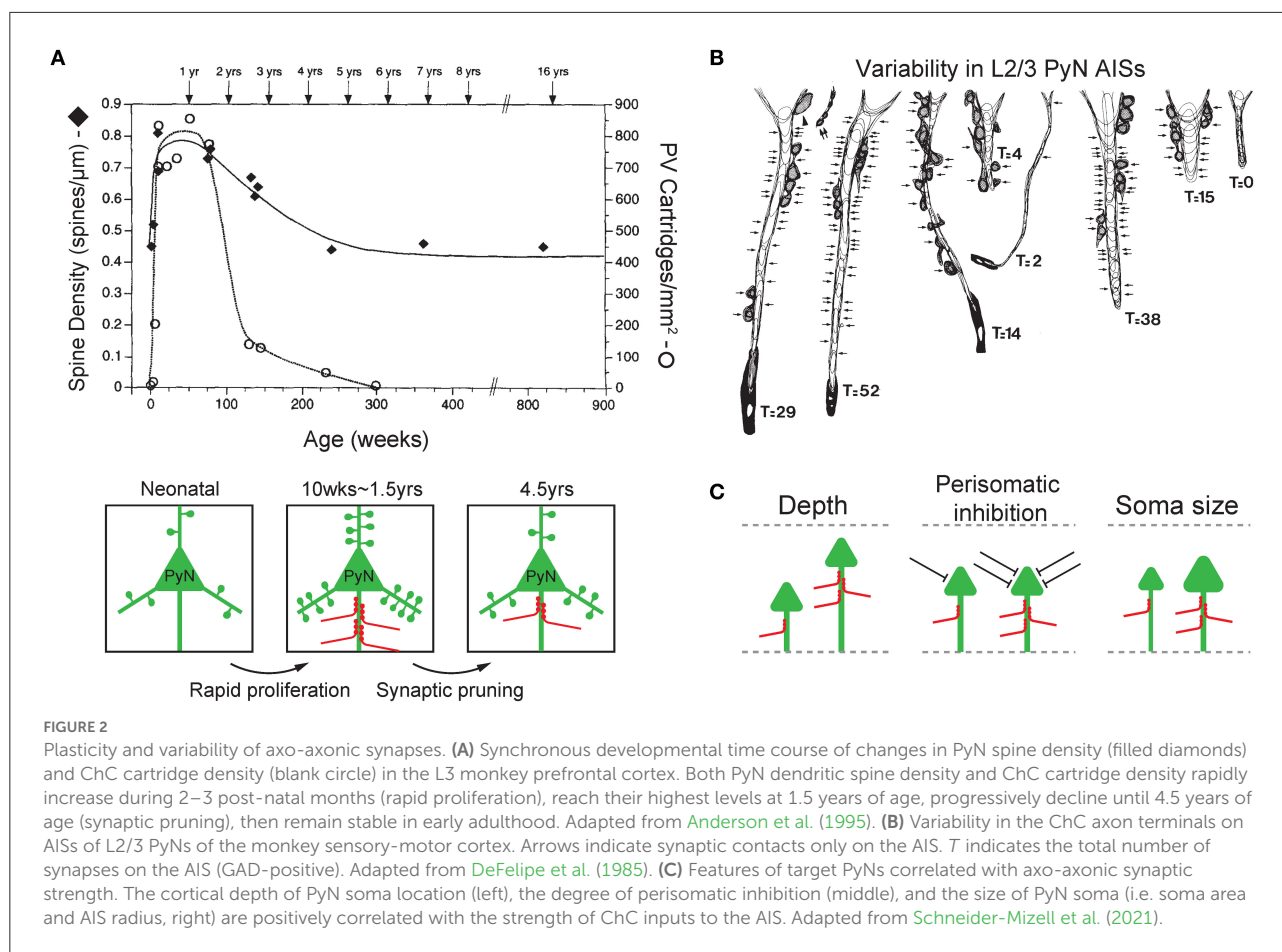 A
1 yr 2 yrs 3 yrs 4 yrs 5 yrs 6 yrs 7 yrs 8 yrs 16 yrs
Spine Density (spines/μm) - ◆
0.9
0.8
0.7
0.6
0.5
0.4
0.3
0.2
0.1
0
900
800
700
600
500
400
300
200
100
0
PV Cartridges/mm² - O
0 100 200 300 400 800 900
Age (weeks)
Neonatal
10wks~1.5yrs
4.5yrs
PyN
PyN
PyN
Rapid proliferation
Synaptic pruning
B
Variability in L2/3 PyN AISs
T=29
T=52
T=14
T=4
T=2
T=38
T=15
T=0
C
Depth
Perisomatic
inhibition
Soma size
FIGURE 2
Plasticity and variability of axo-axonic synapses. (A) Synchronous developmental time course of changes in PyN spine density (filled diamonds)
and ChC cartridge density (blank circle) in the L3 monkey prefrontal cortex. Both PyN dendritic spine density and ChC cartridge density rapidly
increase during 2–3 post-natal months (rapid proliferation), reach their highest levels at 1.5 years of age, progressively decline until 4.5 years of
age (synaptic pruning), then remain stable in early adulthood. Adapted from Anderson et al. (1995). (B) Variability in the ChC axon terminals on
AISs of L2/3 PyNs of the monkey sensory-motor cortex. Arrows indicate synaptic contacts only on the AIS. T indicates the total number of
synapses on the AIS (GAD-positive). Adapted from DeFelipe et al. (1985). (C) Features of target PyNs correlated with axo-axonic synaptic
strength. The cortical depth of PyN soma location (left), the degree of perisomatic inhibition (middle), and the size of PyN soma (i.e. soma area
and AIS radius, right) are positively correlated with the strength of ChC inputs to the AIS. Adapted from Schneider-Mizell et al. (2021).